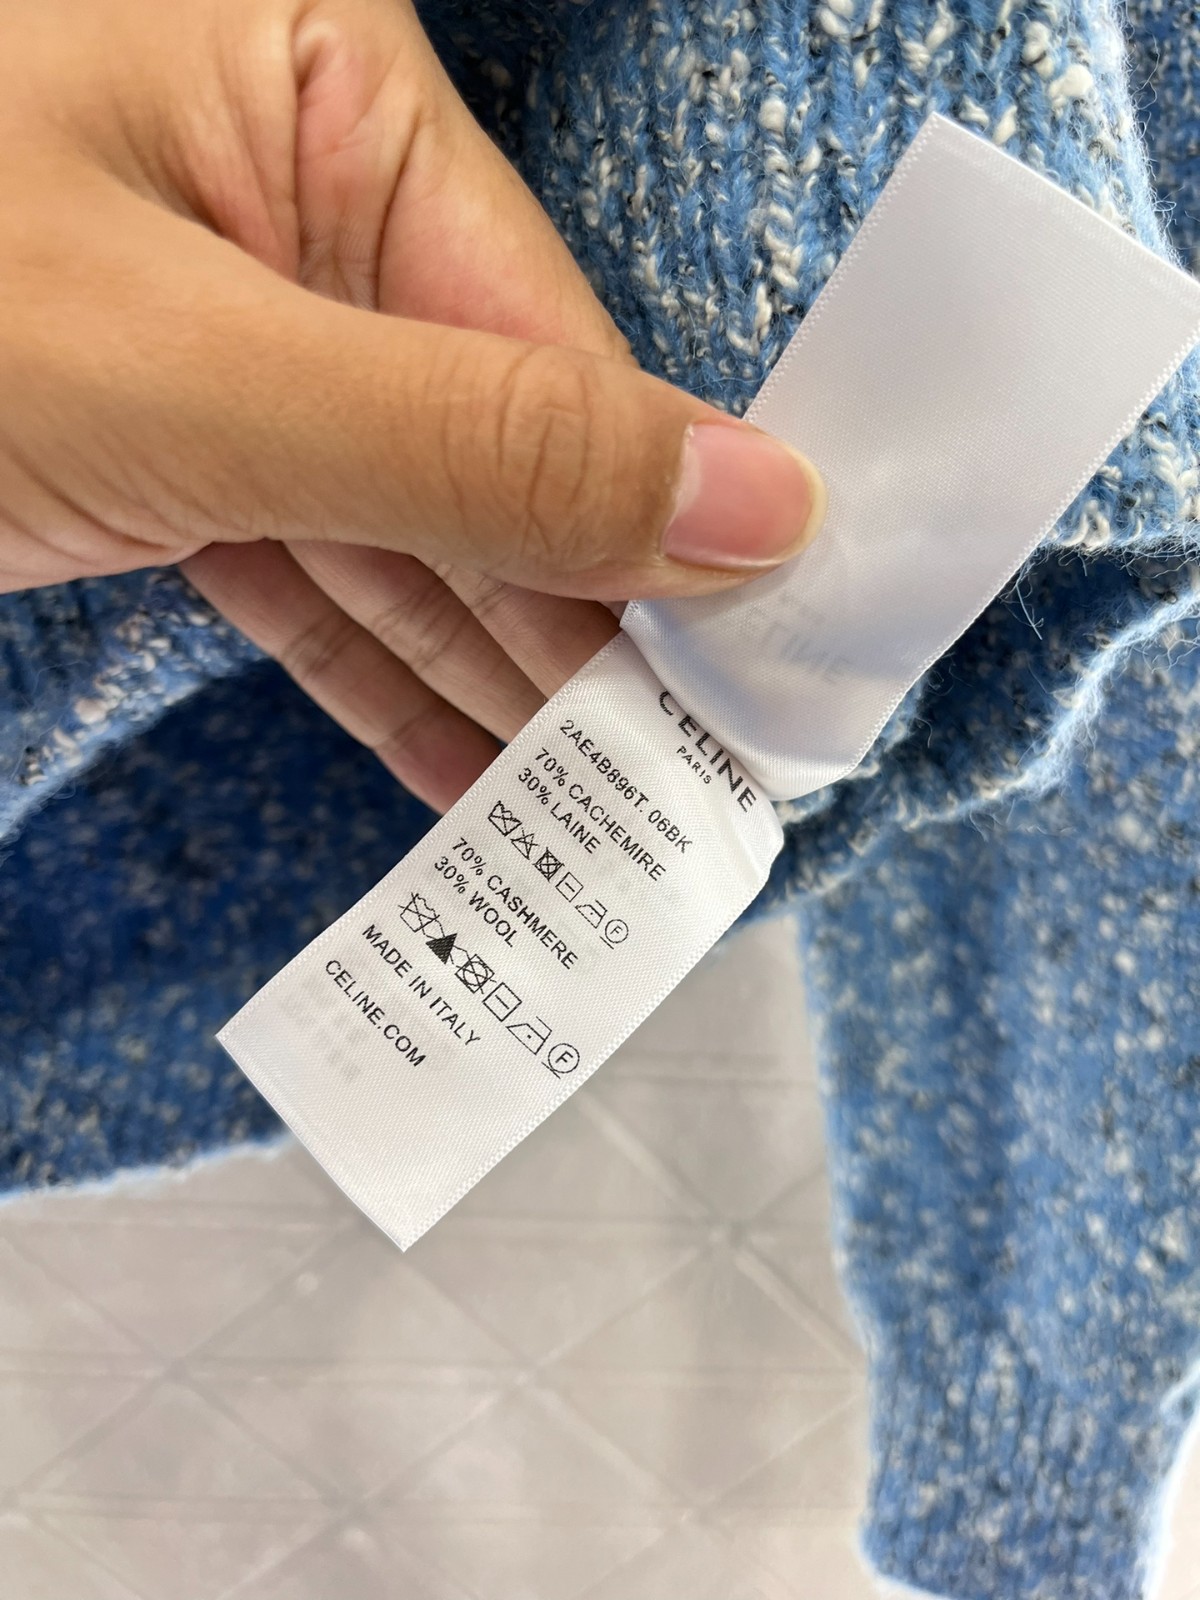 CELINE
PARIS
2AE4B896T. 06BK
70% CACHEMIRE
30% LAINE
F
70% CASHMERE
30% WOOL
F
MADE IN ITALY
CELINE.COM